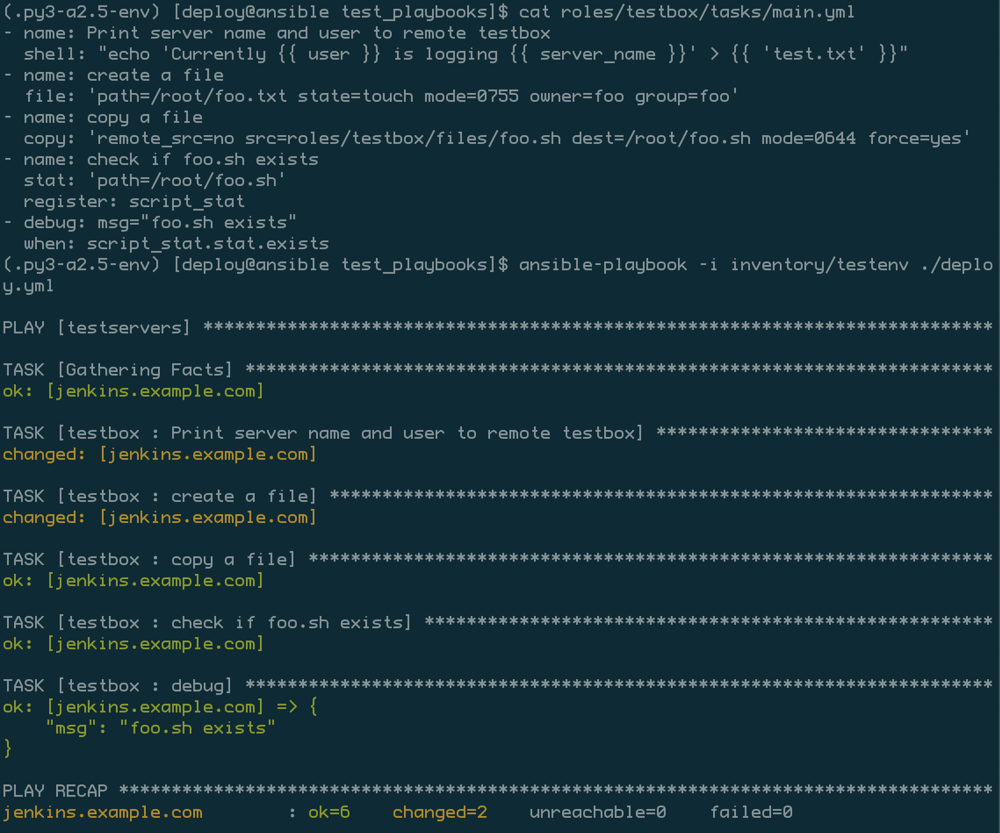 (.py3-a2.5-env) [deploy@ansible test_playbooks]$ cat roles/testbox/tasks/main.yml
- name: Print server name and user to remote testbox
  shell: "echo 'Currently {{ user }} is logging {{ server_name }}' > {{ 'test.txt' }}"
- name: create a file
  file: 'path=/root/foo.txt state=touch mode=0755 owner=foo group=foo'
- name: copy a file
  copy: 'remote_src=no src=roles/testbox/files/foo.sh dest=/root/foo.sh mode=0644 force=yes'
- name: check if foo.sh exists
  stat: 'path=/root/foo.sh'
  register: script_stat
- debug: msg="foo.sh exists"
  when: script_stat.stat.exists
(.py3-a2.5-env) [deploy@ansible test_playbooks]$ ansible-playbook -i inventory/testenv ./deplo
y.yml
PLAY [testservers] ***************************************************************************
TASK [Gathering Facts] ***********************************************************************
ok: [jenkins.example.com]
TASK [testbox : Print server name and user to remote testbox] ********************************
changed: [jenkins.example.com]
TASK [testbox : create a file] ***************************************************************
changed: [jenkins.example.com]
TASK [testbox : copy a file] *****************************************************************
ok: [jenkins.example.com]
TASK [testbox : check if foo.sh exists] ******************************************************
ok: [jenkins.example.com]
TASK [testbox : debug] ***********************************************************************
ok: [jenkins.example.com] => {
    "msg": "foo.sh exists"
}
PLAY RECAP ***********************************************************************************
jenkins.example.com        : ok=6    changed=2    unreachable=0    failed=0